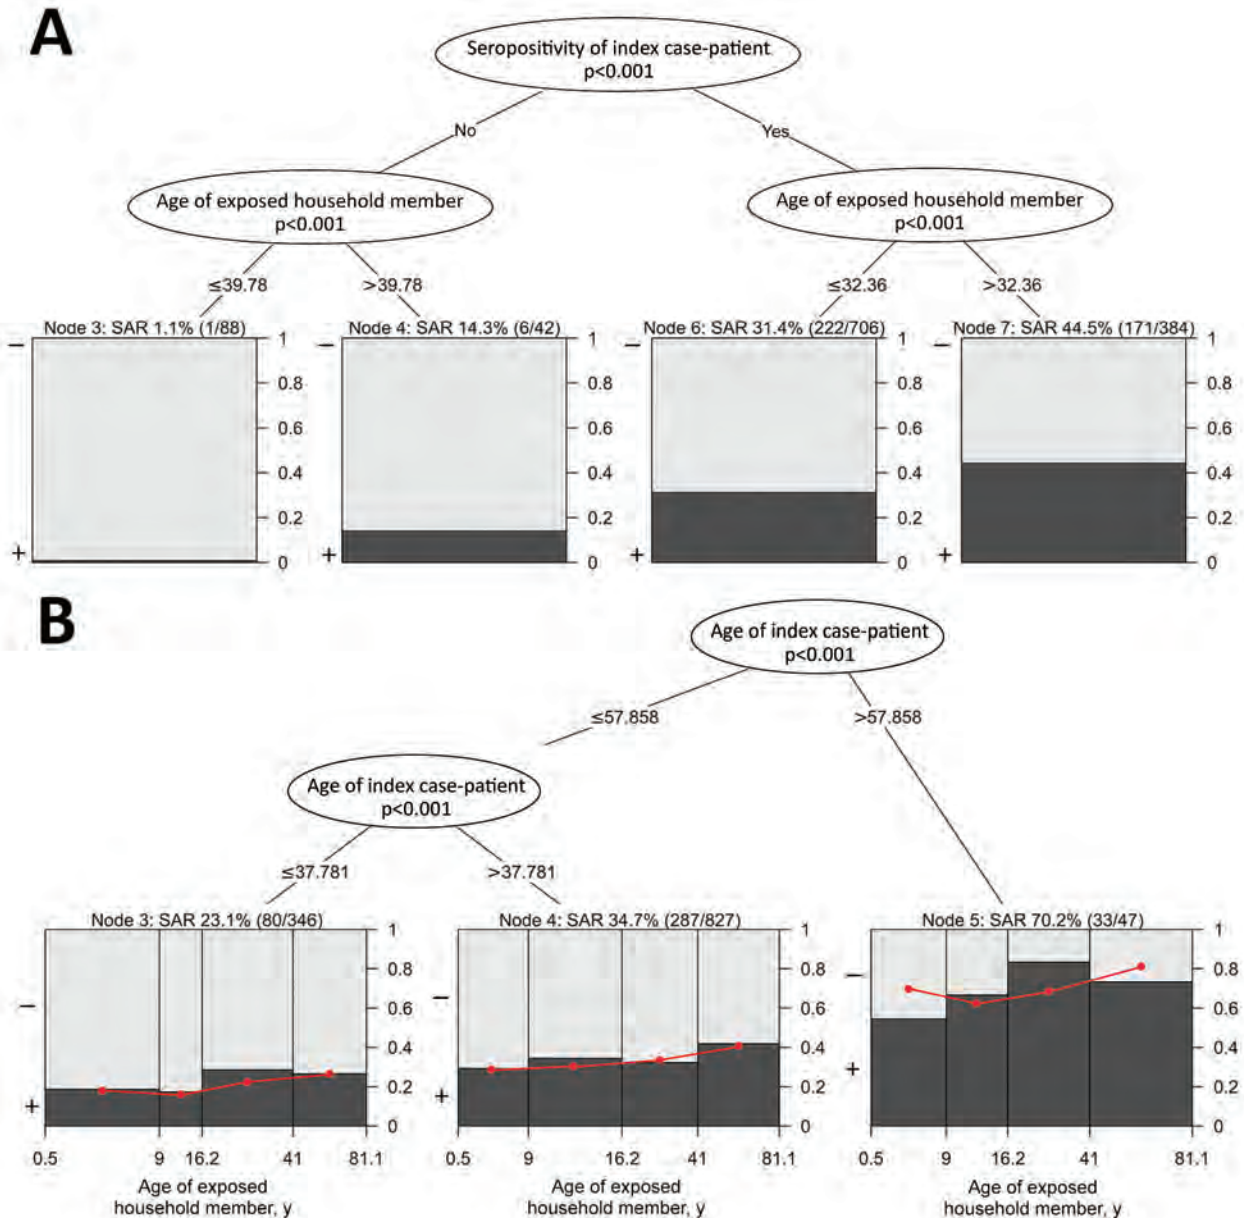 A
Seropositivity of index case-patient
p<0.001
No
Yes
Age of exposed household member
p<0.001
Age of exposed household member
p<0.001
≤39.78
>39.78
≤32.36
>32.36
Node 3: SAR 1.1% (1/88)
Node 4: SAR 14.3% (6/42)
Node 6: SAR 31.4% (222/706)
Node 7: SAR 44.5% (171/384)
− 1 − 1 − 1 − 1
0.8 0.8 0.8 0.8
0.6 0.6 0.6 0.6
0.4 0.4 0.4 0.4
0.2 0.2 0.2 0.2
+ 0 + 0 + 0 + 0
B
Age of index case-patient
p<0.001
≤57.858
>57.858
Age of index case-patient
p<0.001
≤37.781
>37.781
Node 3: SAR 23.1% (80/346)
Node 4: SAR 34.7% (287/827)
Node 5: SAR 70.2% (33/47)
1 1 1
− 0.8 − 0.8 − 0.8
0.6 0.6 0.6
0.4 0.4 0.4
0.2 0.2 + 0.2
+ 0 + 0 0
0.5 9 16.2 41 81.1
0.5 9 16.2 41 81.1
0.5 9 16.2 41 81.1
Age of exposed
household member, y
Age of exposed
household member, y
Age of exposed
household member, y